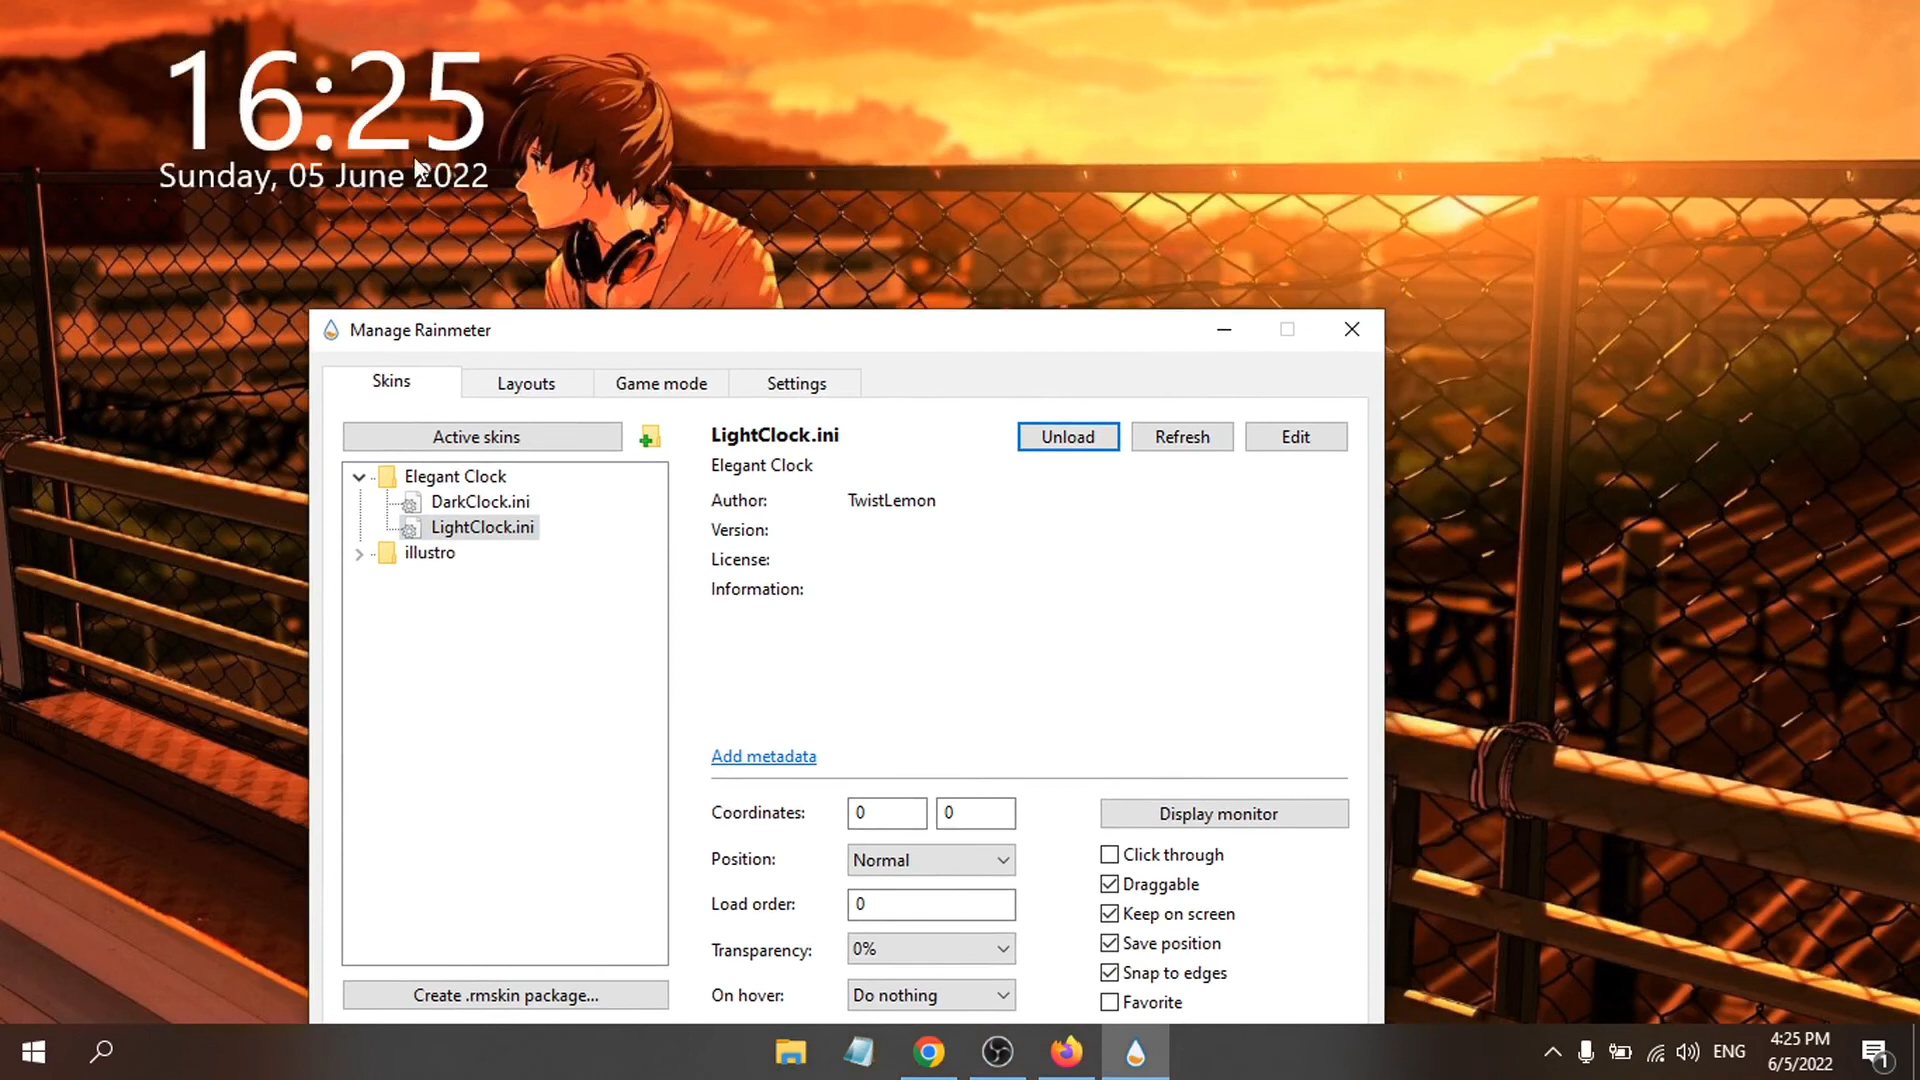 16:25
Sunday, 05 June 2022
Manage Rainmeter
Skins
Layouts
Game mode
Settings
Active skins
Elegant Clock
DarkClock.ini
LightClock.ini
illustro
Create .rmskin package...
LightClock.ini
Unload
Refresh
Edit
Elegant Clock
Author: TwistLemon
Version:
License:
Information:
Add metadata
Coordinates: 0 0
Position: Normal
Load order: 0
Transparency: 0%
On hover: Do nothing
Display monitor
Click through
Draggable
Keep on screen
Save position
Snap to edges
Favorite
ENG
4:25 PM
6/5/2022
1